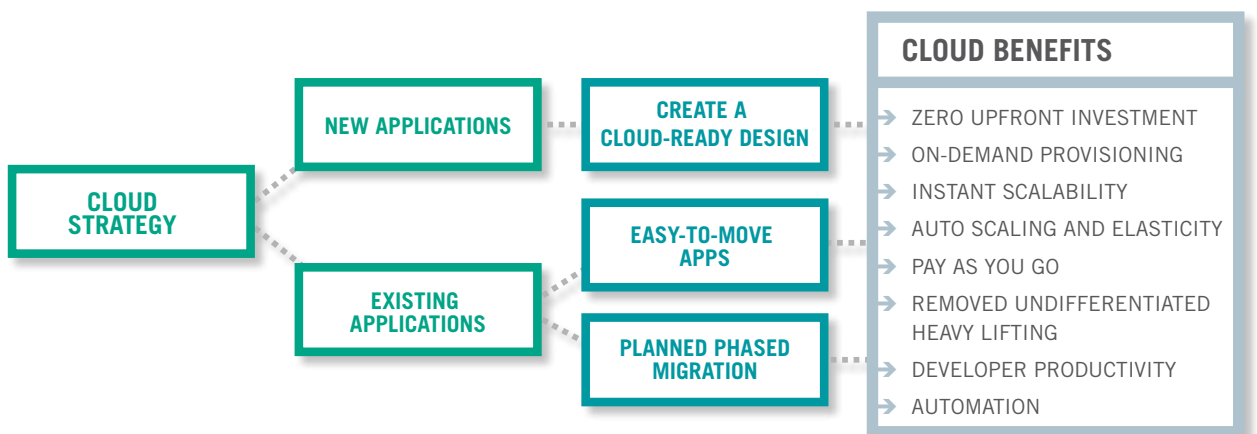 CLOUD
STRATEGY
NEW APPLICATIONS
EXISTING
APPLICATIONS
CREATE A
CLOUD-READY DESIGN
EASY-TO-MOVE
APPS
PLANNED PHASED
MIGRATION
CLOUD BENEFITS
ZERO UPFRONT INVESTMENT
ON-DEMAND PROVISIONING
INSTANT SCALABILITY
AUTO SCALING AND ELASTICITY
PAY AS YOU GO
REMOVED UNDIFFERENTIATED
HEAVY LIFTING
DEVELOPER PRODUCTIVITY
AUTOMATION